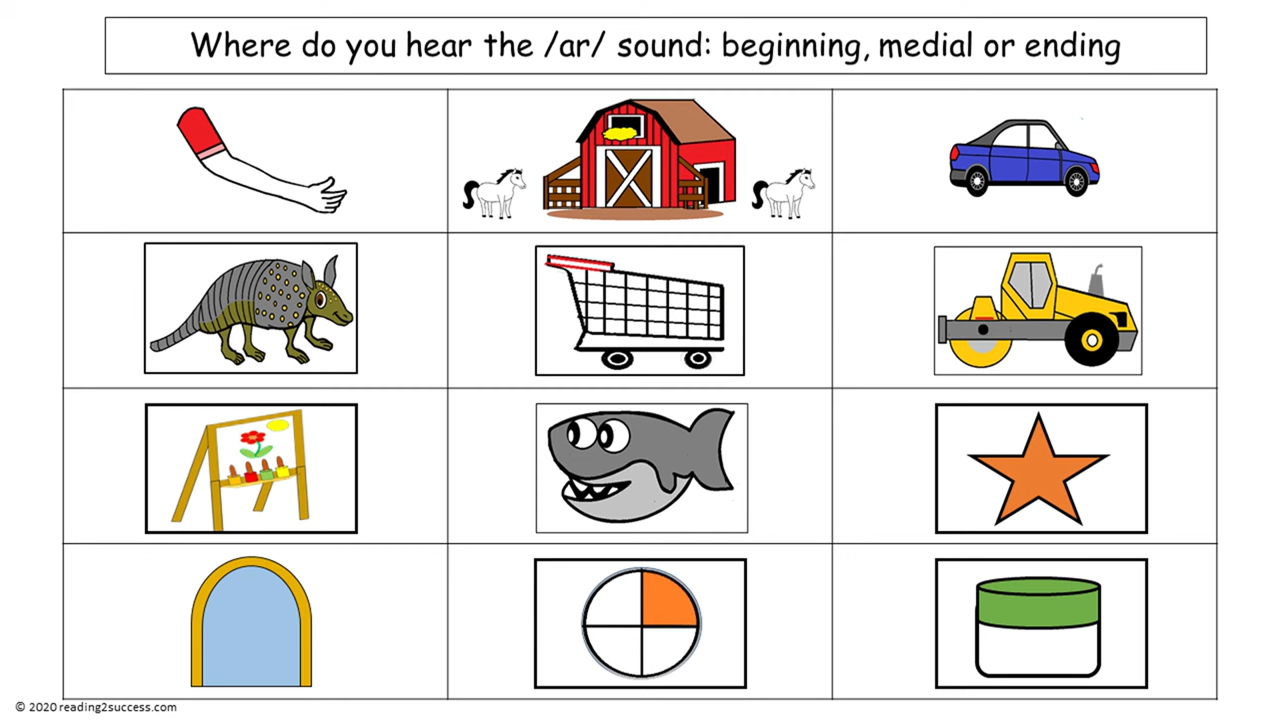 Where do you hear the /ar/ sound: beginning, medial or ending
© 2020 reading2success.com